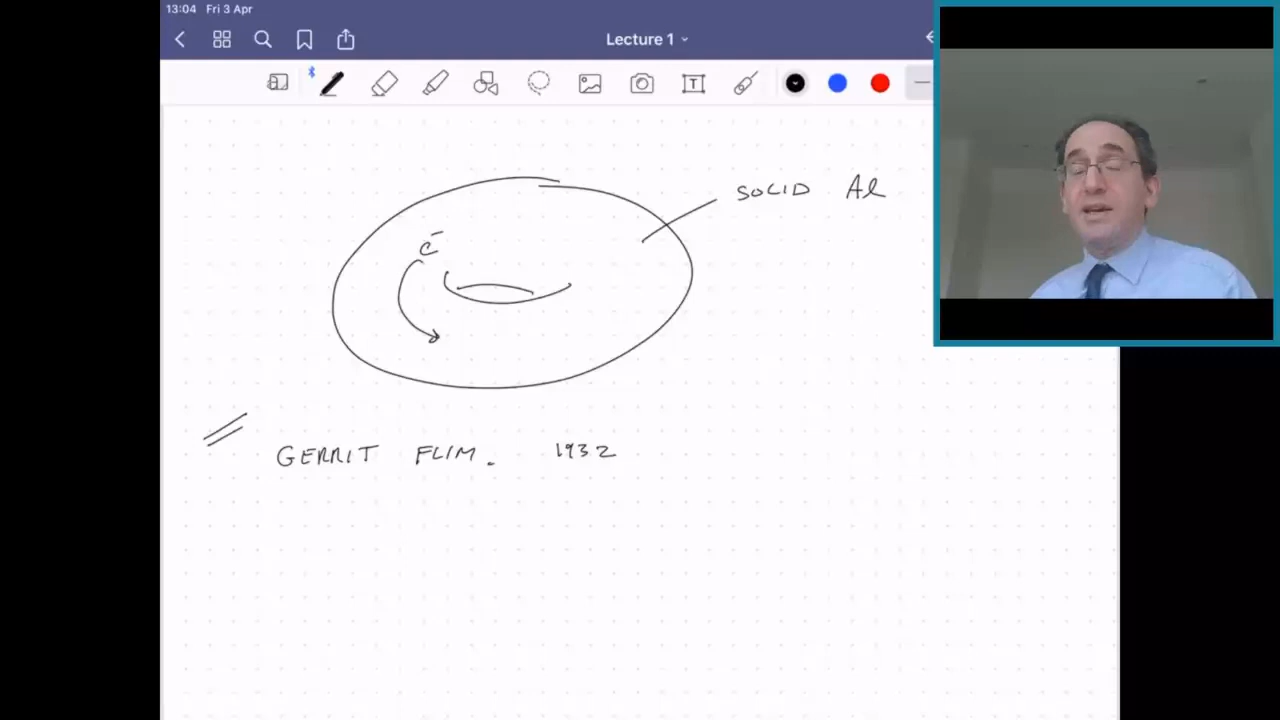 13:04 Fri 3 Apr
Lecture 1
T
SOLID Al
e⁻
GERRIT FLIM. 1932